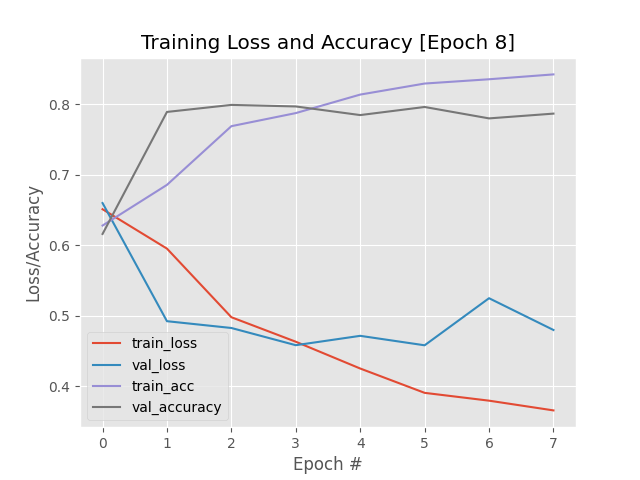 Training Loss and Accuracy [Epoch 8]
Loss/Accuracy
0.8
0.7
0.6
0.5
0.4
train_loss
val_loss
train_acc
val_accuracy
0 1 2 3 4 5 6 7
Epoch #